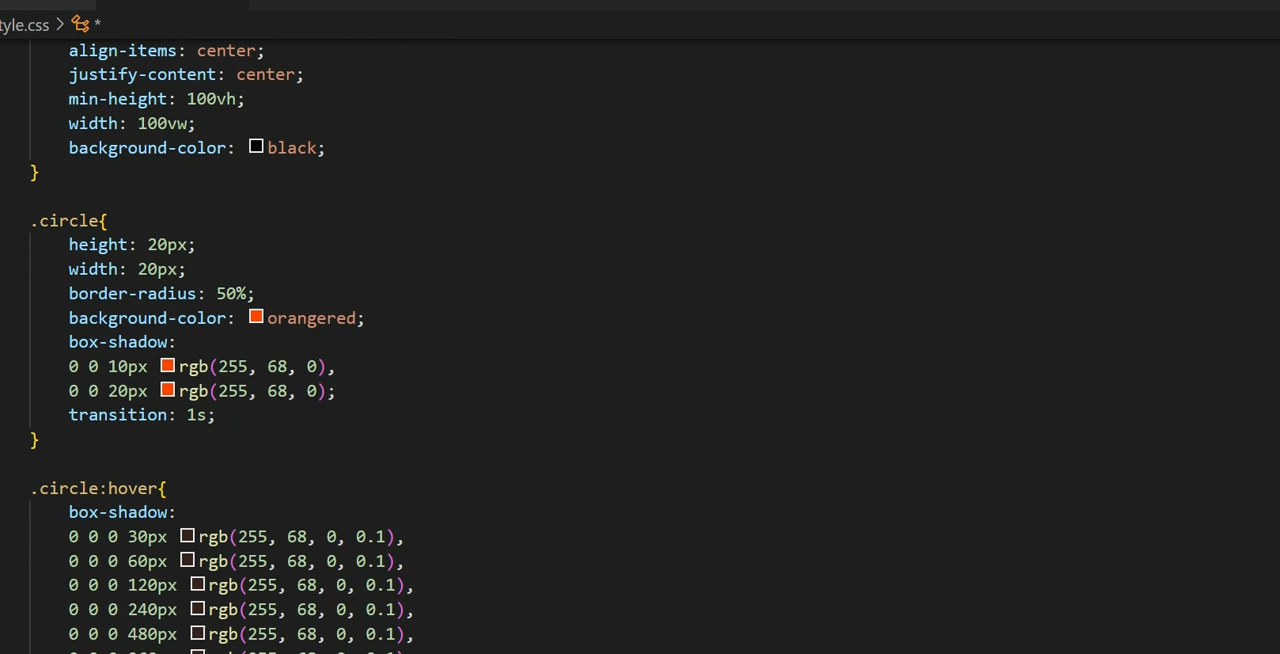 tyle.css > *
align-items: center;
justify-content: center;
min-height: 100vh;
width: 100vw;
background-color: black;
}
.circle{
height: 20px;
width: 20px;
border-radius: 50%;
background-color: orangered;
box-shadow:
0 0 10px rgb(255, 68, 0),
0 0 20px rgb(255, 68, 0);
transition: 1s;
}
.circle:hover{
box-shadow:
0 0 0 30px rgb(255, 68, 0, 0.1),
0 0 0 60px rgb(255, 68, 0, 0.1),
0 0 0 120px rgb(255, 68, 0, 0.1),
0 0 0 240px rgb(255, 68, 0, 0.1),
0 0 0 480px rgb(255, 68, 0, 0.1),